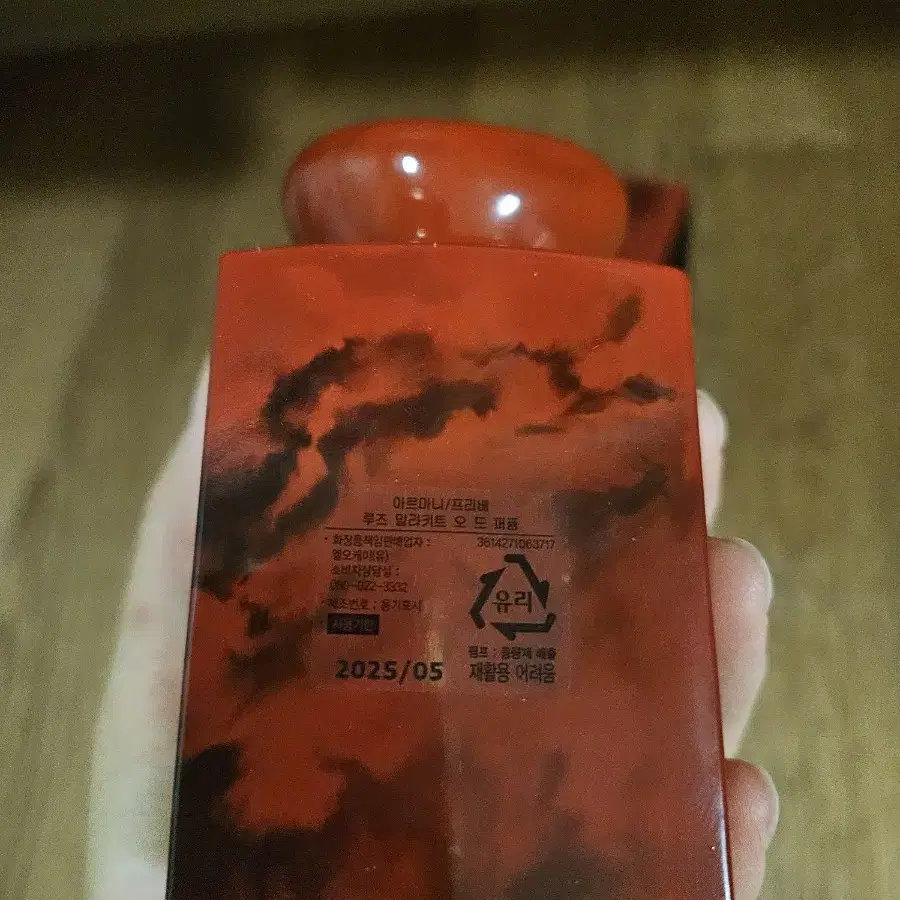 아르마니/프리베
루즈 말라키트 오 드 퍼퓸
• 화장품책임판매업자 : 3614271063717
엘오케이(유)
소비자상담실 :
080-022-3332
• 제조번호 : 용기표시
• 사용기한
2025/05
유리
펌프 : 종량제 배출
재활용 어려움